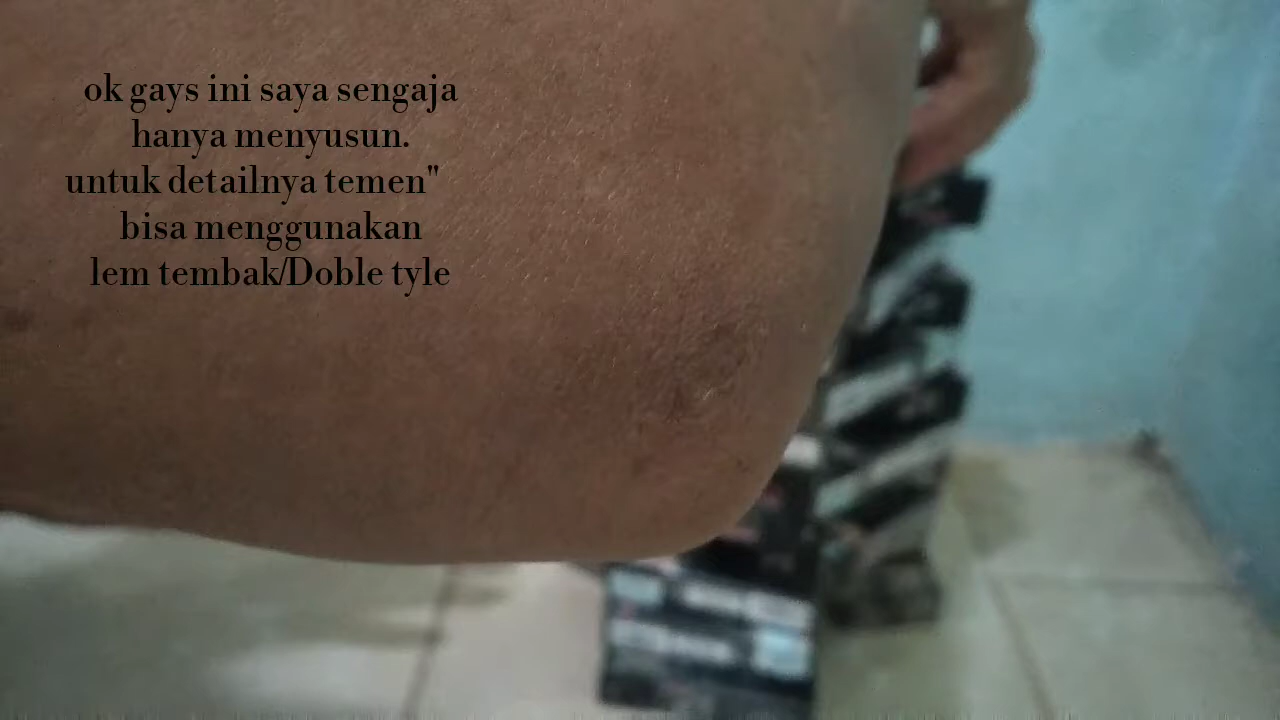 ok gays ini saya sengaja
hanya menyusun.
untuk detailnya temen"
bisa menggunakan
lem tembak/Doble tyle